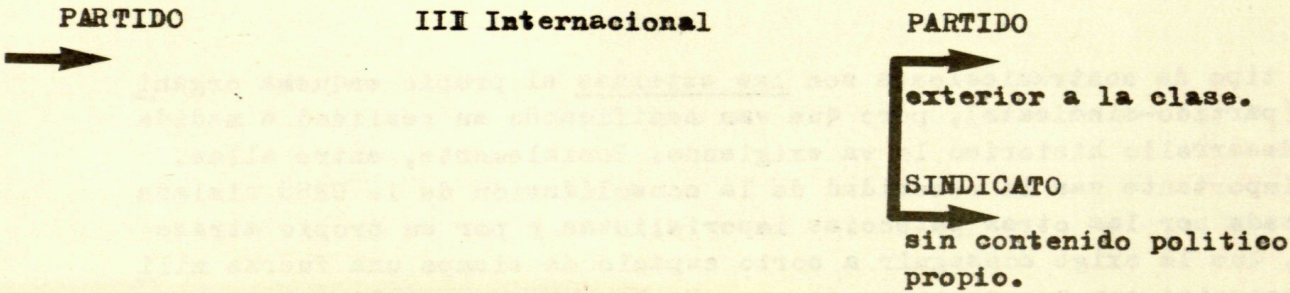 PARTIDO
III Internacional
PARTIDO
exterior a la clase.
SINDICATO
sin contenido politico
propio.